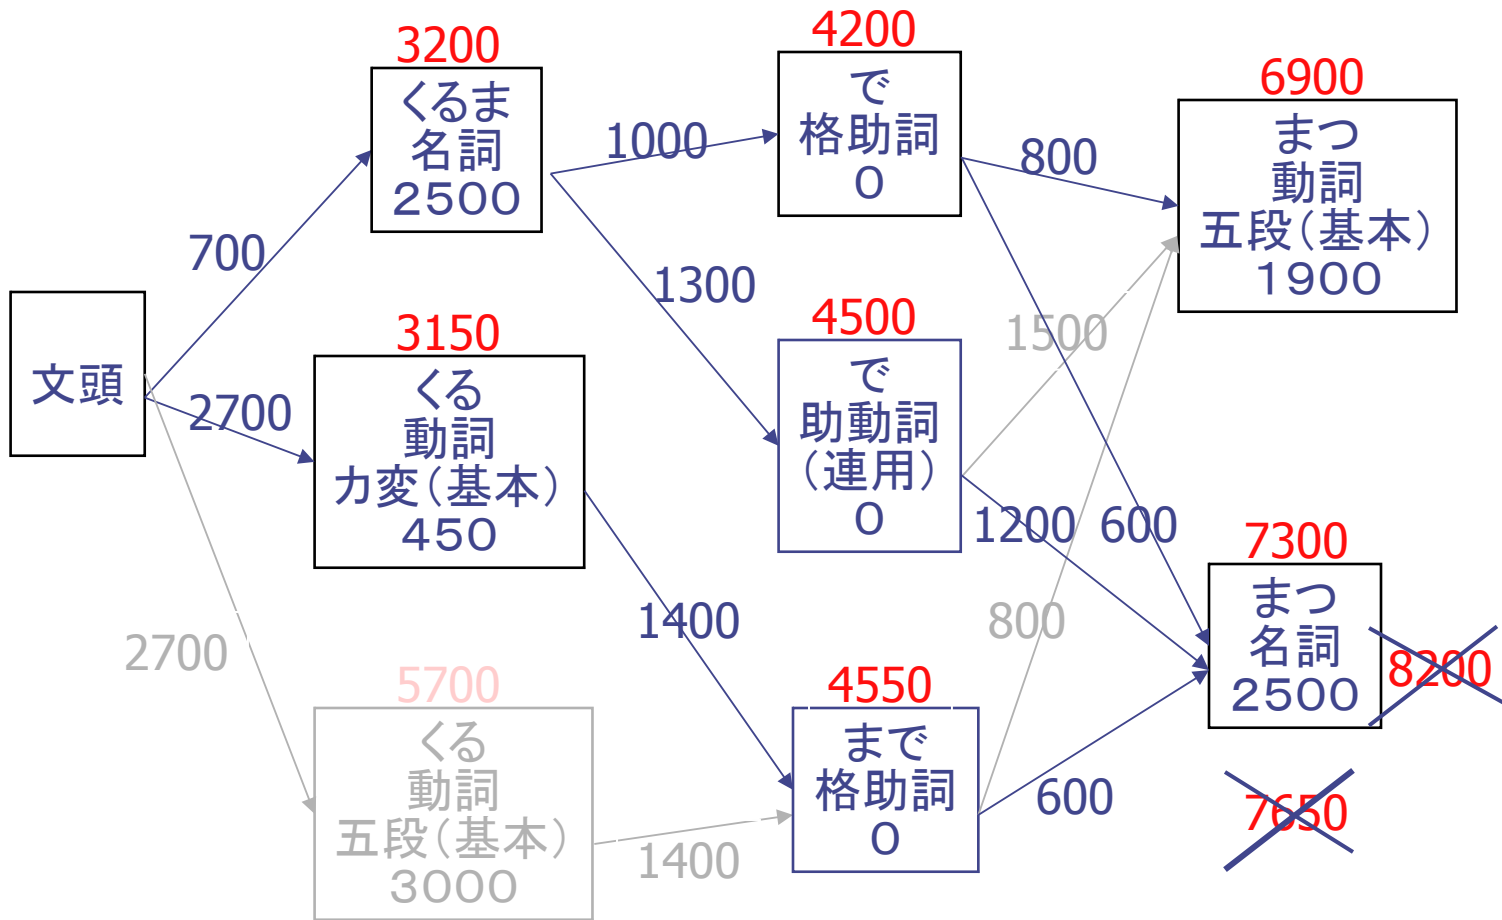 文頭
700
2700
2700
3200
くるま
名詞
2500
3150
くる
動詞
カ変(基本)
450
5700
くる
動詞
五段(基本)
3000
1000
1300
1400
1400
4200
で
格助詞
0
4500
で
助動詞
(連用)
0
4550
まで
格助詞
0
800
1500
1200
600
800
600
6900
まつ
動詞
五段(基本)
1900
7300
まつ
名詞
2500
8200
7650